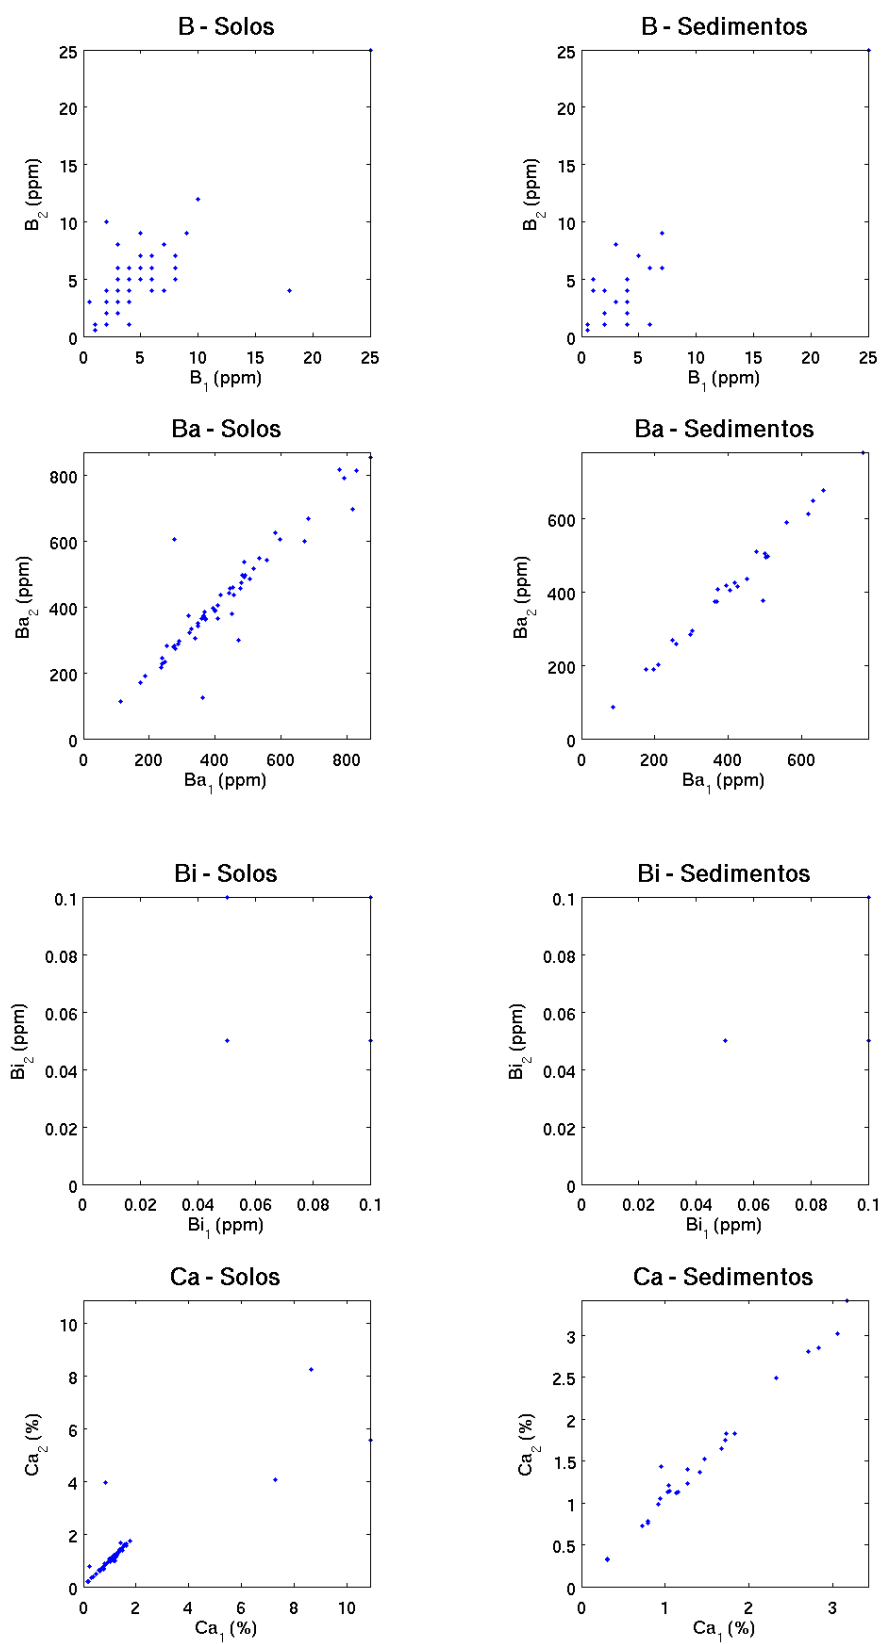 B - Solos
25
20
15
10
5
0
B2 (ppm)
0 5 10 15 20 25
B1 (ppm)
B - Sedimentos
25
20
15
10
5
0
B2 (ppm)
0 5 10 15 20 25
B1 (ppm)
Ba - Solos
800
600
400
200
0
Ba2 (ppm)
0 200 400 600 800
Ba1 (ppm)
Ba - Sedimentos
600
400
200
0
Ba2 (ppm)
0 200 400 600
Ba1 (ppm)
Bi - Solos
0.1
0.08
0.06
0.04
0.02
0
Bi2 (ppm)
0 0.02 0.04 0.06 0.08 0.1
Bi1 (ppm)
Bi - Sedimentos
0.1
0.08
0.06
0.04
0.02
0
Bi2 (ppm)
0 0.02 0.04 0.06 0.08 0.1
Bi1 (ppm)
Ca - Solos
10
8
6
4
2
0
Ca2 (%)
0 2 4 6 8 10
Ca1 (%)
Ca - Sedimentos
3
2.5
2
1.5
1
0.5
0
Ca2 (%)
0 1 2 3
Ca1 (%)